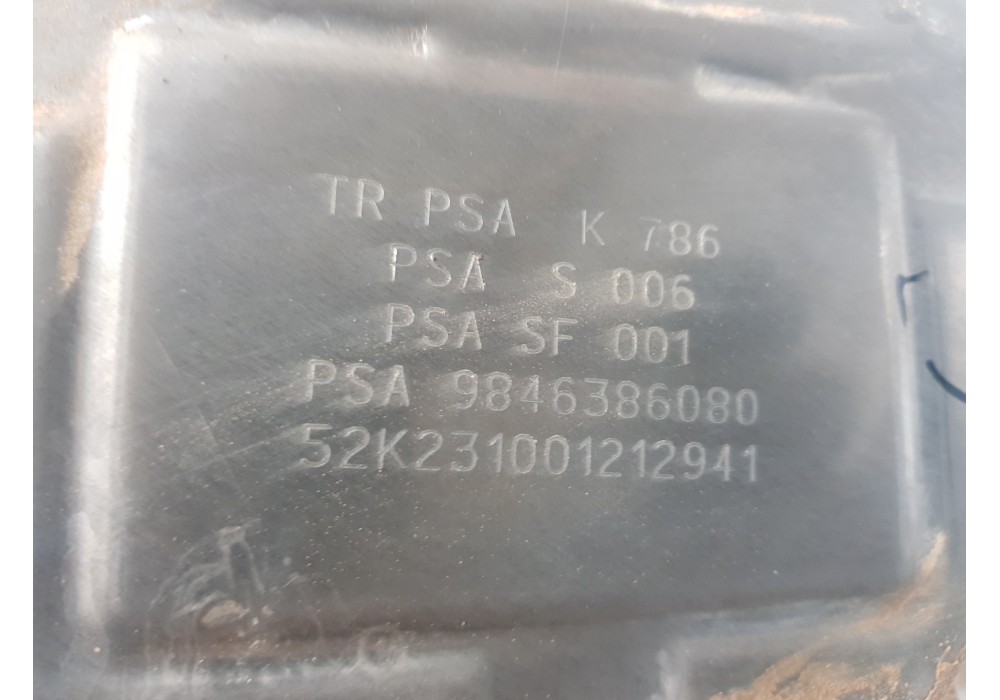 TR PSA K 786
PSA S 006
PSA SF 001
PSA 9846386080
52K231001212941